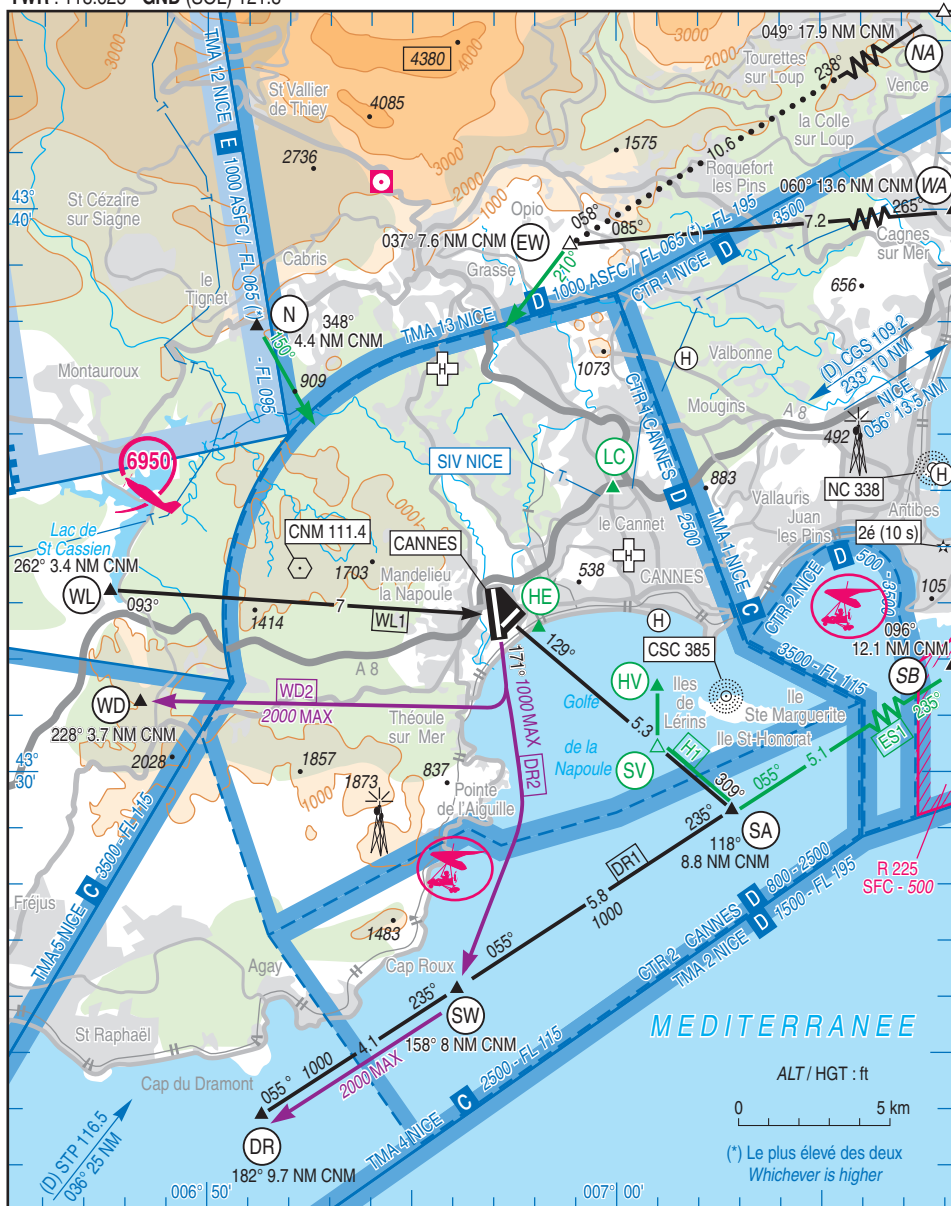 049° 17.9 NM CNM
NA
238°
4380
4000
3000
3000
2000
Tourettes
sur Loup
1000
Vence
TMA 12 NICE E 1000 ASFC / FL 065 (*) - FL 095
St Vallier
de Thiey
4085
la Colle
sur Loup
1575
10.6
2736
3000
2000
1000
Roquefort
les Pins
060° 13.6 NM CNM
WA
43°
40'
St Cézaire
sur Siagne
Opio
058°
085°
265°
7.2
3500
037° 7.6 NM CNM
EW
Cagnes
sur Mer
Cabris
Grasse
210°
D 1000 ASFC / FL 065 (*) - FL 195
CTR 1 NICE D
le
Tignet
656
N
348°
4.4 NM CNM
TMA 13 NICE
150°
Montauroux
909
H
1073
H
Valbonne
(D) CGS 109.2
233° 10 NM
NICE
056° 13.5 NM
Mougins
A 8
492
6950
SIV NICE
LC
CTR 1 CANNES D 2500
883
NC 338
H
Vallauris
Juan
les Pins
Antibes
Lac de
St Cassien
CNM 111.4
CANNES
le Cannet
H
TMA 1 NICE C
2é (10 s)
262° 3.4 NM CNM
1703
Mandelieu
la Napoule
538
CANNES
CTR 2 NICE D 500 - 3500
105
WL
093°
7
WL1
HE
1414
H
096°
12.1 NM CNM
A 8
171°
129°
CSC 385
3500 - FL 115
SB
WD
WD2
2000 MAX
1000 MAX
HV
Golfe
Iles
de
Lérins
Ile
Ste Marguerite
Ile St-Honorat
235°
228° 3.7 NM CNM
Théoule
sur Mer
5.3
ES1
2028
43°
30'
1857
DR2
de la
Napoule
SV
H1
055°
5.1
1000
1873
837
Pointe
de l'Aiguille
309°
235°
SA
118°
8.8 NM CNM
TMA 5 NICE C 3500 - FL 115
DR1
R 225
SFC - 500
Fréjus
5.8
1000
1483
CTR 2 CANNES D 800 - 2500
TMA 2 NICE D 1500 - FL 195
055°
Agay
Cap Roux
235°
SW
St Raphaël
158° 8 NM CNM
MEDITERRANEE
4.1
1000
055°
2000 MAX
Cap du Dramont
ALT / HGT : ft
0 5 km
DR
TMA 4 NICE C 2500 - FL 115
(D) STP 116.5
036° 25 NM
182° 9.7 NM CNM
(*) Le plus élevé des deux
Whichever is higher
006° 50'
007° 00